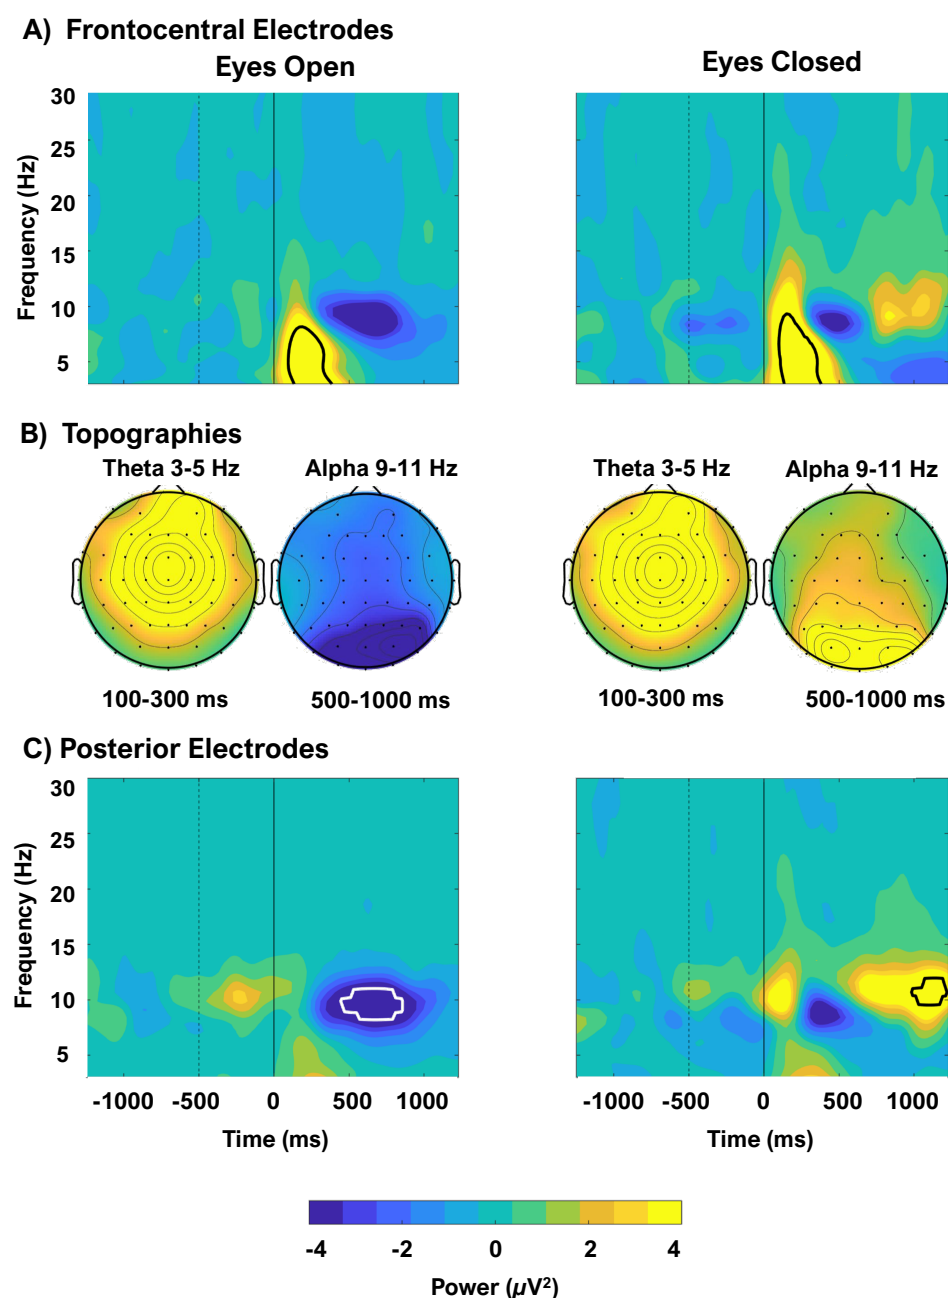 A) Frontocentral Electrodes
Eyes Open
Eyes Closed
30
25
20
15
10
5
Frequency (Hz)
B) Topographies
Theta 3-5 Hz
Alpha 9-11 Hz
Theta 3-5 Hz
Alpha 9-11 Hz
100-300 ms
500-1000 ms
100-300 ms
500-1000 ms
C) Posterior Electrodes
30
25
20
15
10
5
Frequency (Hz)
-1000 -500 0 500 1000
-1000 -500 0 500 1000
Time (ms)
Time (ms)
-4 -2 0 2 4
Power (µV²)